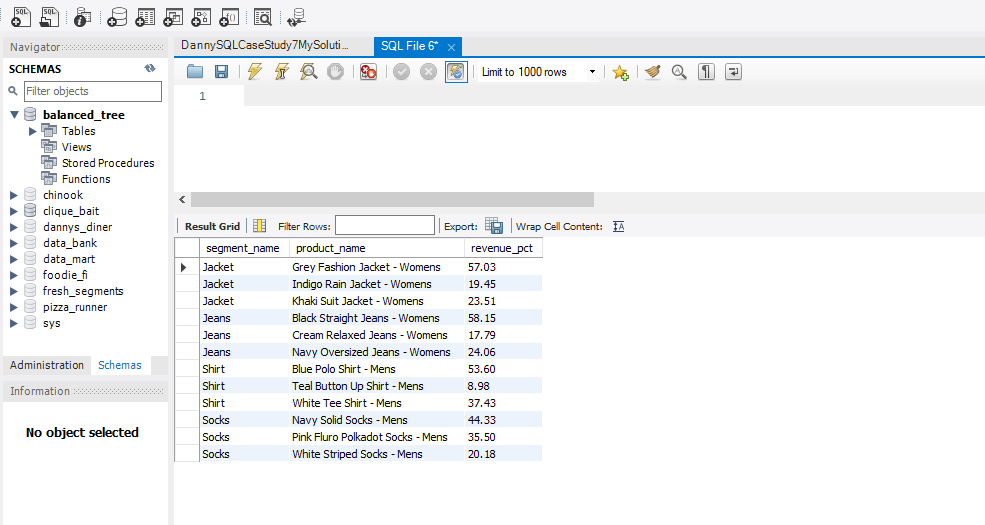 Navigator
DannySQLCaseStudy7MySoluti...
SQL File 6*
SCHEMAS
Filter objects
Limit to 1000 rows
1
balanced_tree
Tables
Views
Stored Procedures
Functions
chinook
clique_bait
dannys_diner
data_bank
data_mart
foodie_fi
fresh_segments
pizza_runner
sys
Administration Schemas
Information
No object selected
Result Grid Filter Rows: Export: Wrap Cell Content: IA
segment_name product_name revenue_pct
Jacket Grey Fashion Jacket - Womens 57.03
Jacket Indigo Rain Jacket - Womens 19.45
Jacket Khaki Suit Jacket - Womens 23.51
Jeans Black Straight Jeans - Womens 58.15
Jeans Cream Relaxed Jeans - Womens 17.79
Jeans Navy Oversized Jeans - Womens 24.06
Shirt Blue Polo Shirt - Mens 53.60
Shirt Teal Button Up Shirt - Mens 8.98
Shirt White Tee Shirt - Mens 37.43
Socks Navy Solid Socks - Mens 44.33
Socks Pink Fluro Polkadot Socks - Mens 35.50
Socks White Striped Socks - Mens 20.18